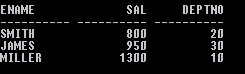 ENAME SAL DEPTNO
---------- ---------- ----------
SMITH 800 20
JAMES 950 30
MILLER 1300 10